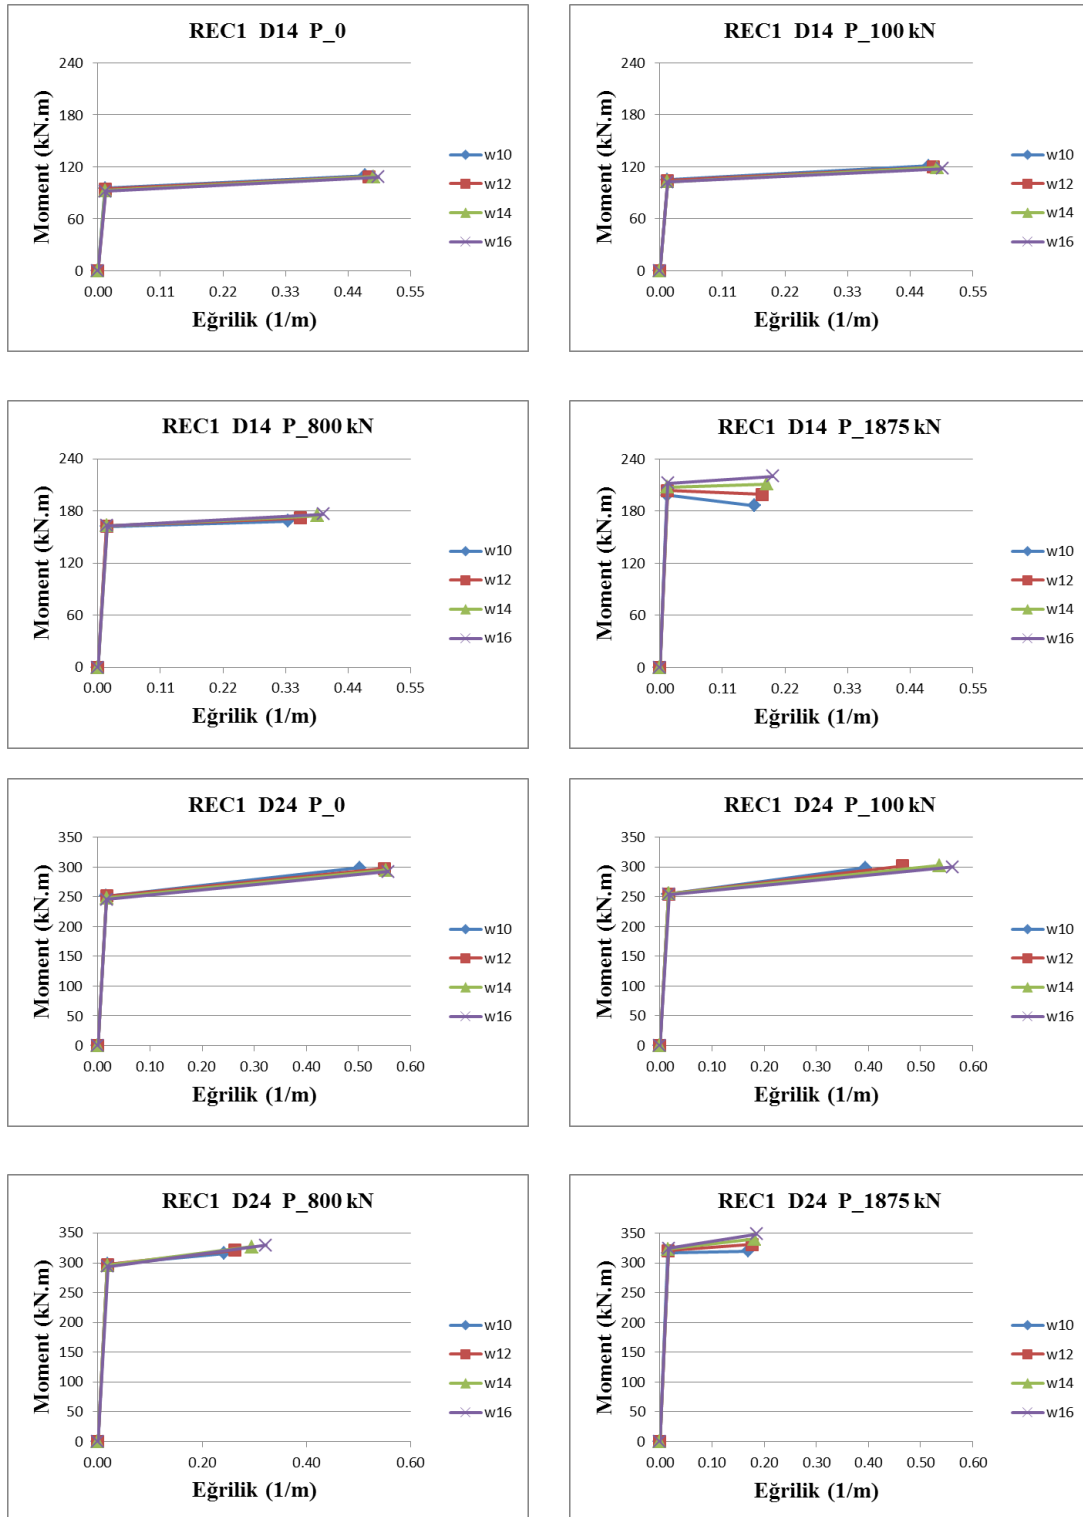 REC1 D14 P_0
Moment (kN.m)
240
180
120
60
0
0.00 0.11 0.22 0.33 0.44 0.55
Eğrilik (1/m)
w10
w12
w14
w16
REC1 D14 P_100 kN
Moment (kN.m)
240
180
120
60
0
0.00 0.11 0.22 0.33 0.44 0.55
Eğrilik (1/m)
w10
w12
w14
w16
REC1 D14 P_800 kN
Moment (kN.m)
240
180
120
60
0
0.00 0.11 0.22 0.33 0.44 0.55
Eğrilik (1/m)
w10
w12
w14
w16
REC1 D14 P_1875 kN
Moment (kN.m)
240
180
120
60
0
0.00 0.11 0.22 0.33 0.44 0.55
Eğrilik (1/m)
w10
w12
w14
w16
REC1 D24 P_0
Moment (kN.m)
350
300
250
200
150
100
50
0
0.00 0.10 0.20 0.30 0.40 0.50 0.60
Eğrilik (1/m)
w10
w12
w14
w16
REC1 D24 P_100 kN
Moment (kN.m)
350
300
250
200
150
100
50
0
0.00 0.10 0.20 0.30 0.40 0.50 0.60
Eğrilik (1/m)
w10
w12
w14
w16
REC1 D24 P_800 kN
Moment (kN.m)
350
300
250
200
150
100
50
0
0.00 0.20 0.40 0.60
Eğrilik (1/m)
w10
w12
w14
w16
REC1 D24 P_1875 kN
Moment (kN.m)
350
300
250
200
150
100
50
0
0.00 0.10 0.20 0.30 0.40 0.50 0.60
Eğrilik (1/m)
w10
w12
w14
w16